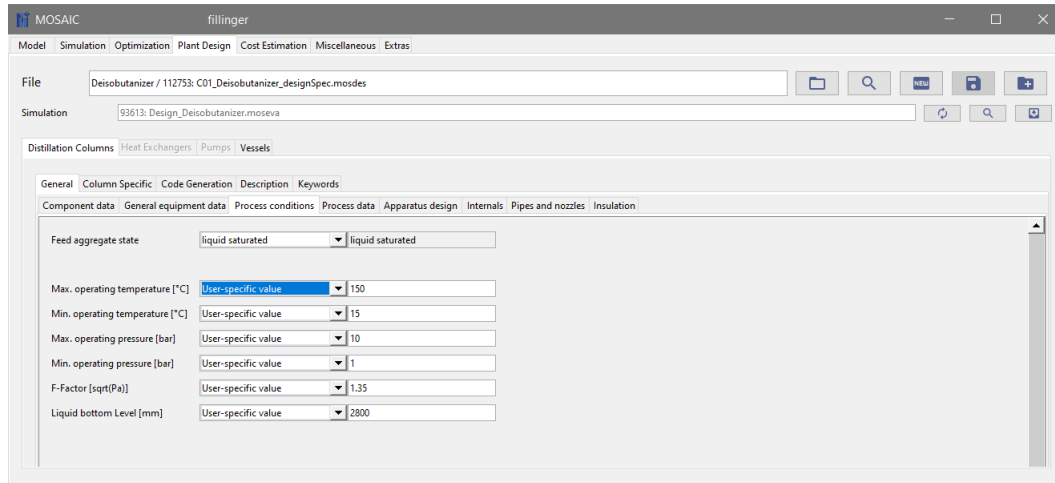 MOSAIC fillinger
Model Simulation Optimization Plant Design Cost Estimation Miscellaneous Extras
File Deisobutanizer / 112753: C01_Deisobutanizer_designSpec.mosdes NEW
Simulation 93613: Design_Deisobutanizer.moseva
Distillation Columns Heat Exchangers Pumps Vessels
General Column Specific Code Generation Description Keywords
Component data General equipment data Process conditions Process data Apparatus design Internals Pipes and nozzles Insulation
Feed aggregate state liquid saturated liquid saturated
Max. operating temperature [°C] User-specific value 150
Min. operating temperature [°C] User-specific value 15
Max. operating pressure [bar] User-specific value 10
Min. operating pressure [bar] User-specific value 1
F-Factor [sqrt(Pa)] User-specific value 1.35
Liquid bottom Level [mm] User-specific value 2800